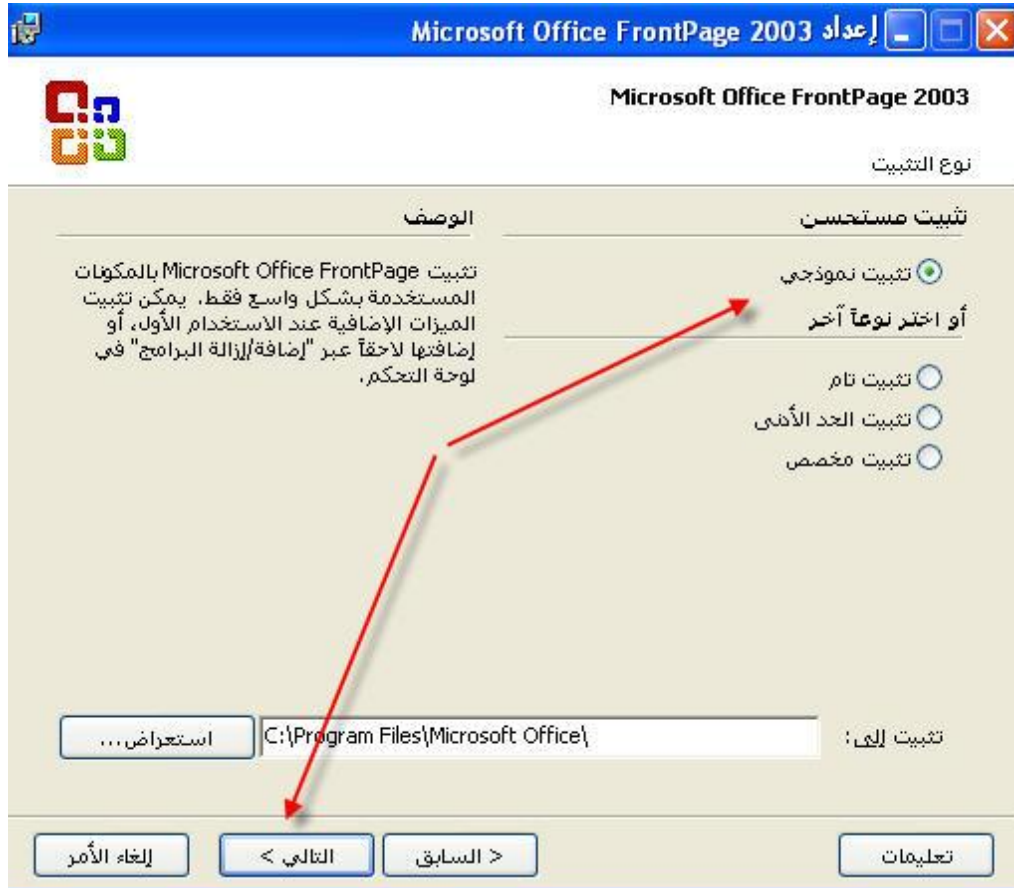 إعداد Microsoft Office FrontPage 2003
Microsoft Office FrontPage 2003
نوع التثبيت
تثبيت مستحسن
تثبيت نموذجي
أو اختر نوعاً آخر
تثبيت تام
تثبيت الحد الأدنى
تثبيت مخصص
الوصف
تثبيت Microsoft Office FrontPage بالمكونات
المستخدمة بشكل واسع فقط. يمكن تثبيت
الميزات الإضافية عند الاستخدام الأول، أو
إضافتها لاحقاً عبر "إضافة/إزالة البرامج" في
لوحة التحكم.
تثبيت إلى:
C:\Program Files\Microsoft Office\
استعراض...
تعليمات
< السابق
التالي >
إلغاء الأمر